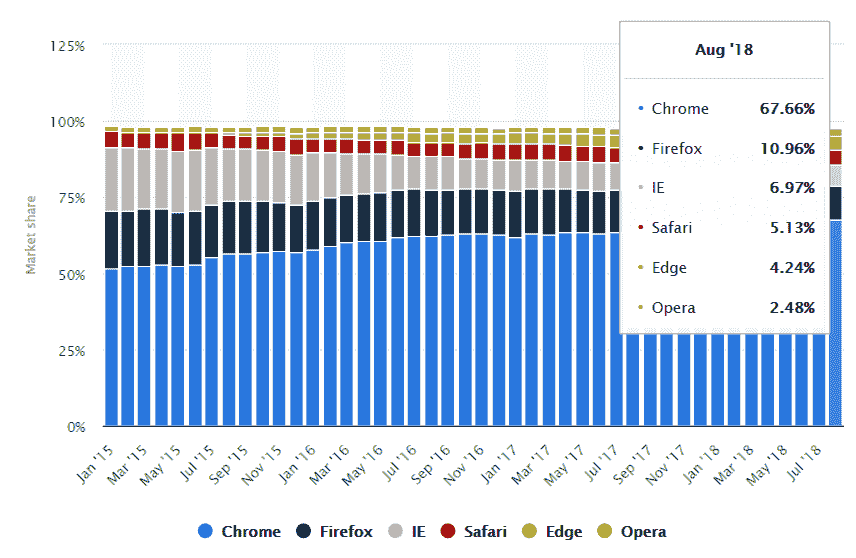 125%
100%
75%
50%
25%
0%
Market share
Aug '18
Chrome 67.66%
Firefox 10.96%
IE 6.97%
Safari 5.13%
Edge 4.24%
Opera 2.48%
Jan '15 Mar '15 May '15 Jul '15 Sep '15 Nov '15 Jan '16 Mar '16 May '16 Jul '16 Sep '16 Nov '16 Jan '17 Mar '17 May '17 Jul '17 Sep '17 Nov '17 Jan '18 Mar '18 May '18 Jul '18
Chrome Firefox IE Safari Edge Opera